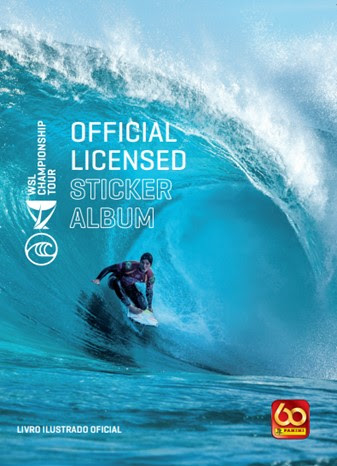 WSL
CHAMPIONSHIP
TOUR
OFFICIAL
LICENSED
STICKER
ALBUM
LIVRO ILUSTRADO OFICIAL
60
PANINI